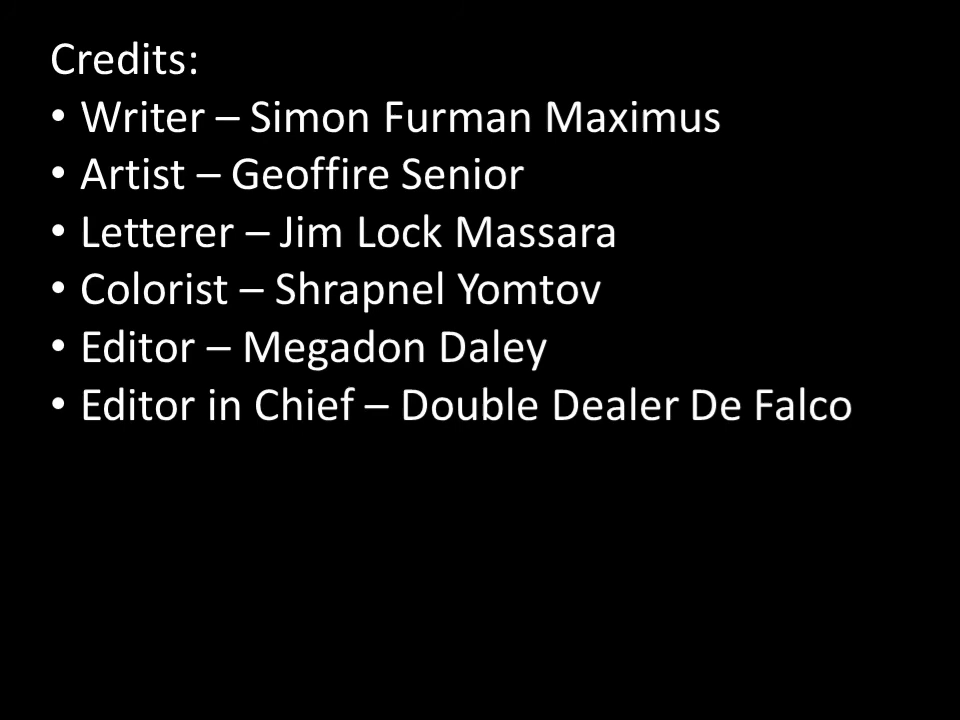 Credits:
• Writer – Simon Furman Maximus
• Artist – Geoffire Senior
• Letterer – Jim Lock Massara
• Colorist – Shrapnel Yomtov
• Editor – Megadon Daley
• Editor in Chief – Double Dealer De Falco